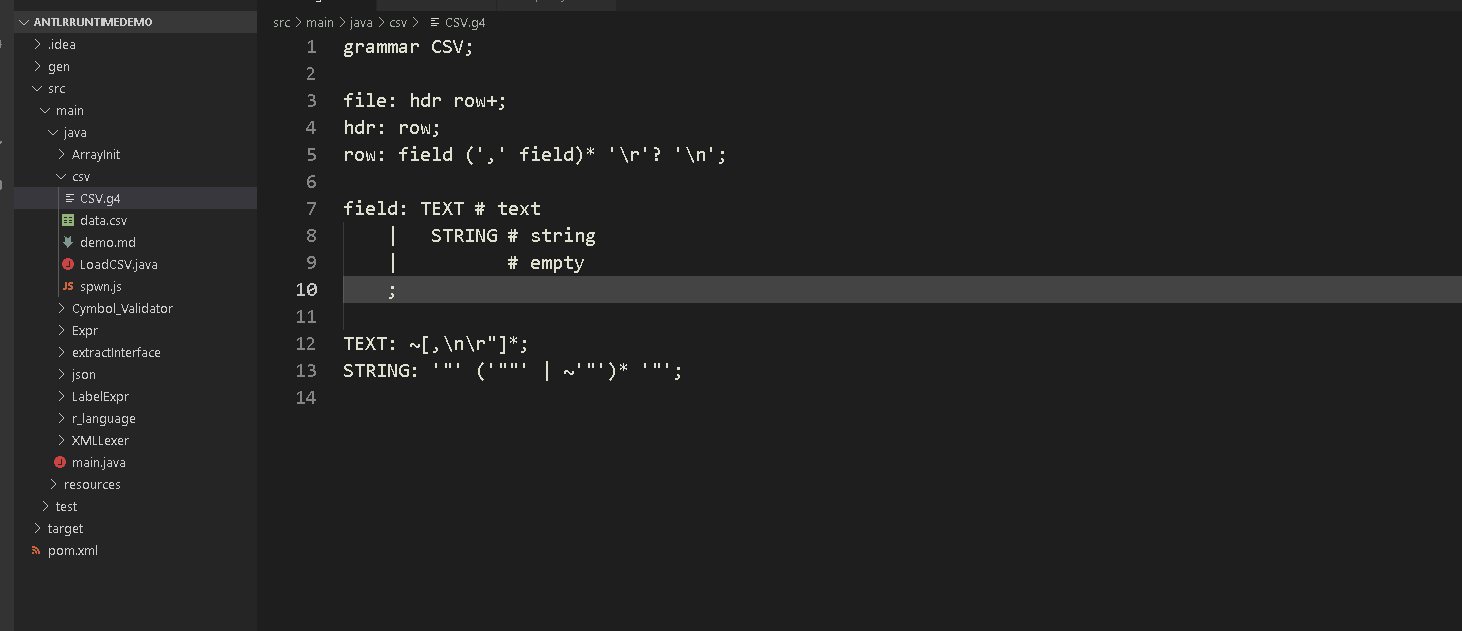 ANTLRRUNTIMEDEMO
.idea
gen
src
main
java
ArrayInit
csv
CSV.g4
data.csv
demo.md
LoadCSV.java
JS spwn.js
Cymbol_Validator
Expr
extractInterface
json
LabelExpr
r_language
XMLLexer
main.java
resources
test
target
pom.xml
src > main > java > csv > CSV.g4
1 grammar CSV;
2
3 file: hdr row+;
4 hdr: row;
5 row: field (',' field)* '\r'? '\n';
6
7 field: TEXT # text
8 | STRING # string
9 | # empty
10 ;
11
12 TEXT: ~[,\n\r"]*;
13 STRING: '"' ('""' | ~'"')* '"';
14